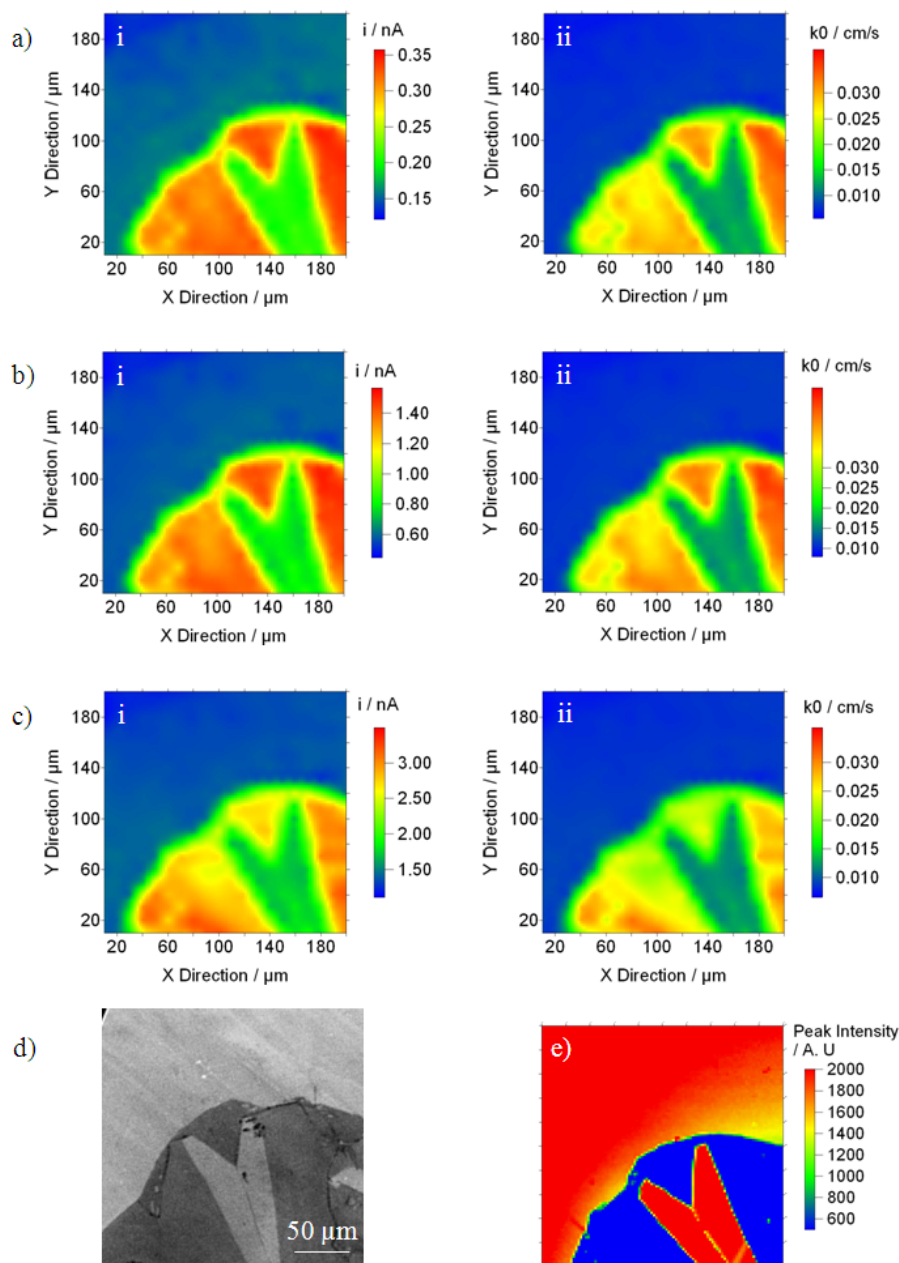 a)
i
i / nA
0.35
0.30
0.20
0.15
Y Direction / µm
180
140
100
60
20
20 60 100 140 180
X Direction / µm
ii
k0 / cm/s
0.030
0.020
0.015
0.010
Y Direction / µm
180
140
100
60
20
20 60 100 140 180
X Direction / µm
b)
i
i / nA
1.40
1.20
1.00
0.80
0.60
Y Direction / µm
180
140
100
60
20
20 60 100 140 180
X Direction / µm
ii
k0 / cm/s
0.030
0.020
0.015
0.010
Y Direction / µm
180
140
100
60
20
20 60 100 140 180
X Direction / µm
c)
i
i / nA
3.00
2.50
2.00
1.50
Y Direction / µm
180
140
100
60
20
20 60 100 140 180
X Direction / µm
ii
k0 / cm/s
0.030
0.020
0.015
0.010
Y Direction / µm
180
140
100
60
20
20 60 100 140 180
X Direction / µm
d)
50 µm
e)
Peak Intensity
/ A. U
2000
1800
1600
1400
1200
1000
800
600